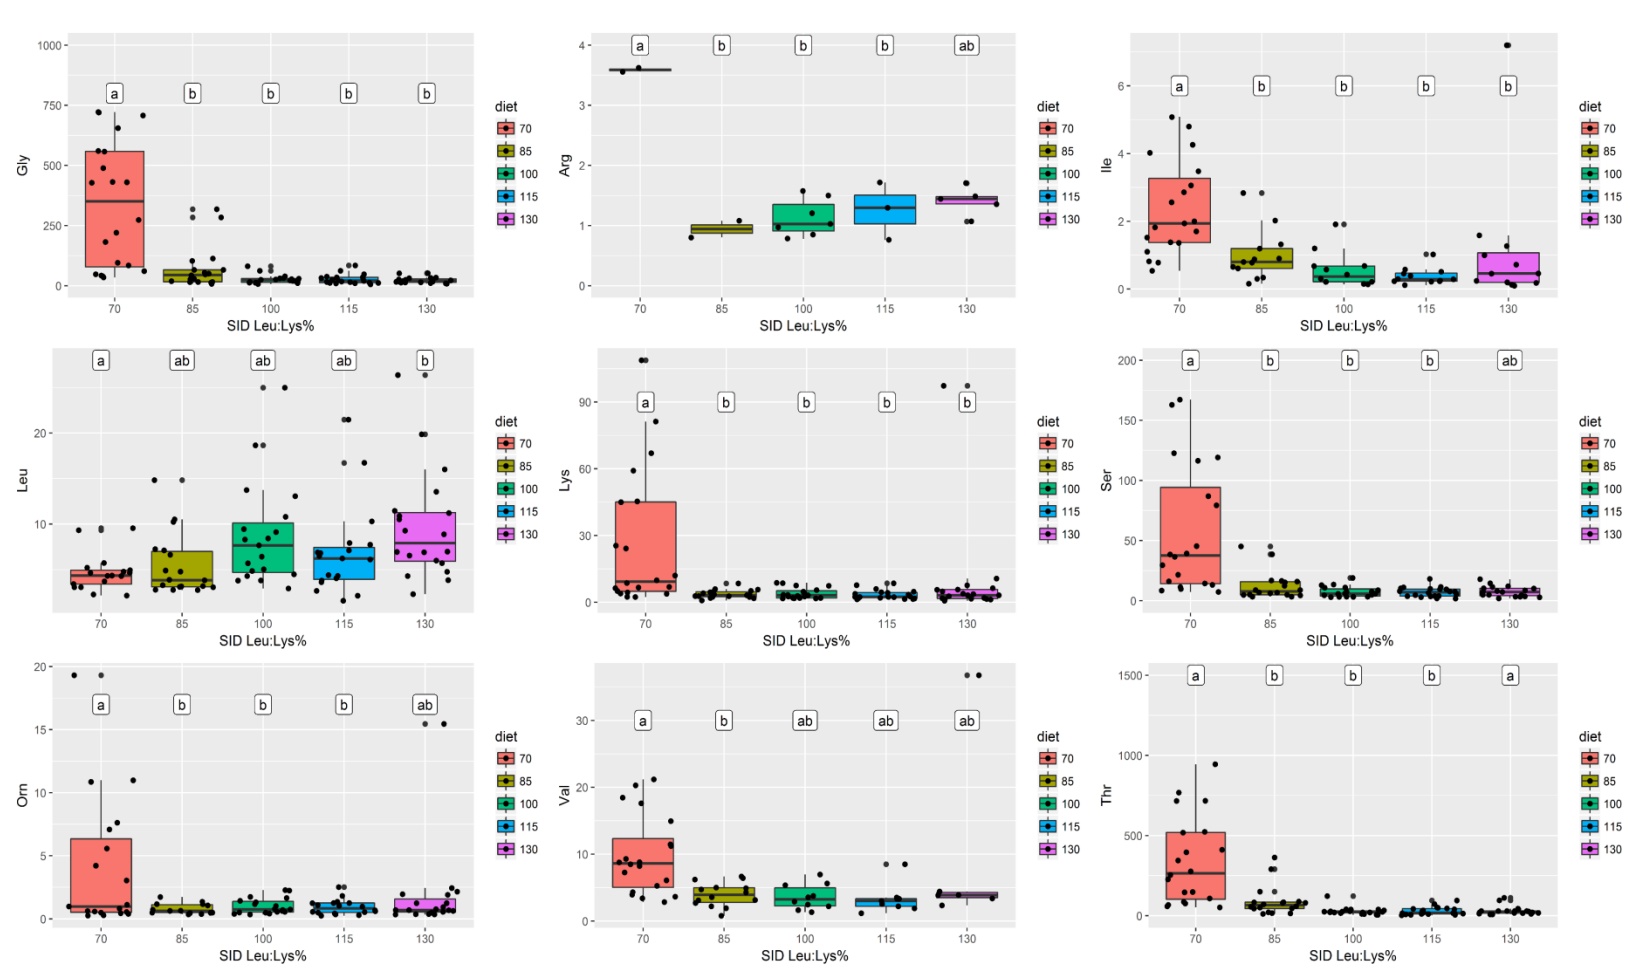 Gly
1000
750
500
250
0
a b b b b
70 85 100 115 130
SID Leu:Lys%
diet
70
85
100
115
130
Arg
4
3
2
1
0
a b b b ab
70 85 100 115 130
SID Leu:Lys%
diet
70
85
100
115
130
Ile
6
4
2
0
a b b b b
70 85 100 115 130
SID Leu:Lys%
diet
70
85
100
115
130
Leu
20
10
a ab ab ab b
70 85 100 115 130
SID Leu:Lys%
diet
70
85
100
115
130
Lys
90
60
30
0
a b b b b
70 85 100 115 130
SID Leu:Lys%
diet
70
85
100
115
130
Ser
200
150
100
50
0
a b b b ab
70 85 100 115 130
SID Leu:Lys%
diet
70
85
100
115
130
Orn
20
15
10
5
0
a b b b ab
70 85 100 115 130
SID Leu:Lys%
diet
70
85
100
115
130
Val
30
20
10
0
a b ab ab ab
70 85 100 115 130
SID Leu:Lys%
diet
70
85
100
115
130
Thr
1500
1000
500
0
a b b b a
70 85 100 115 130
SID Leu:Lys%
diet
70
85
100
115
130